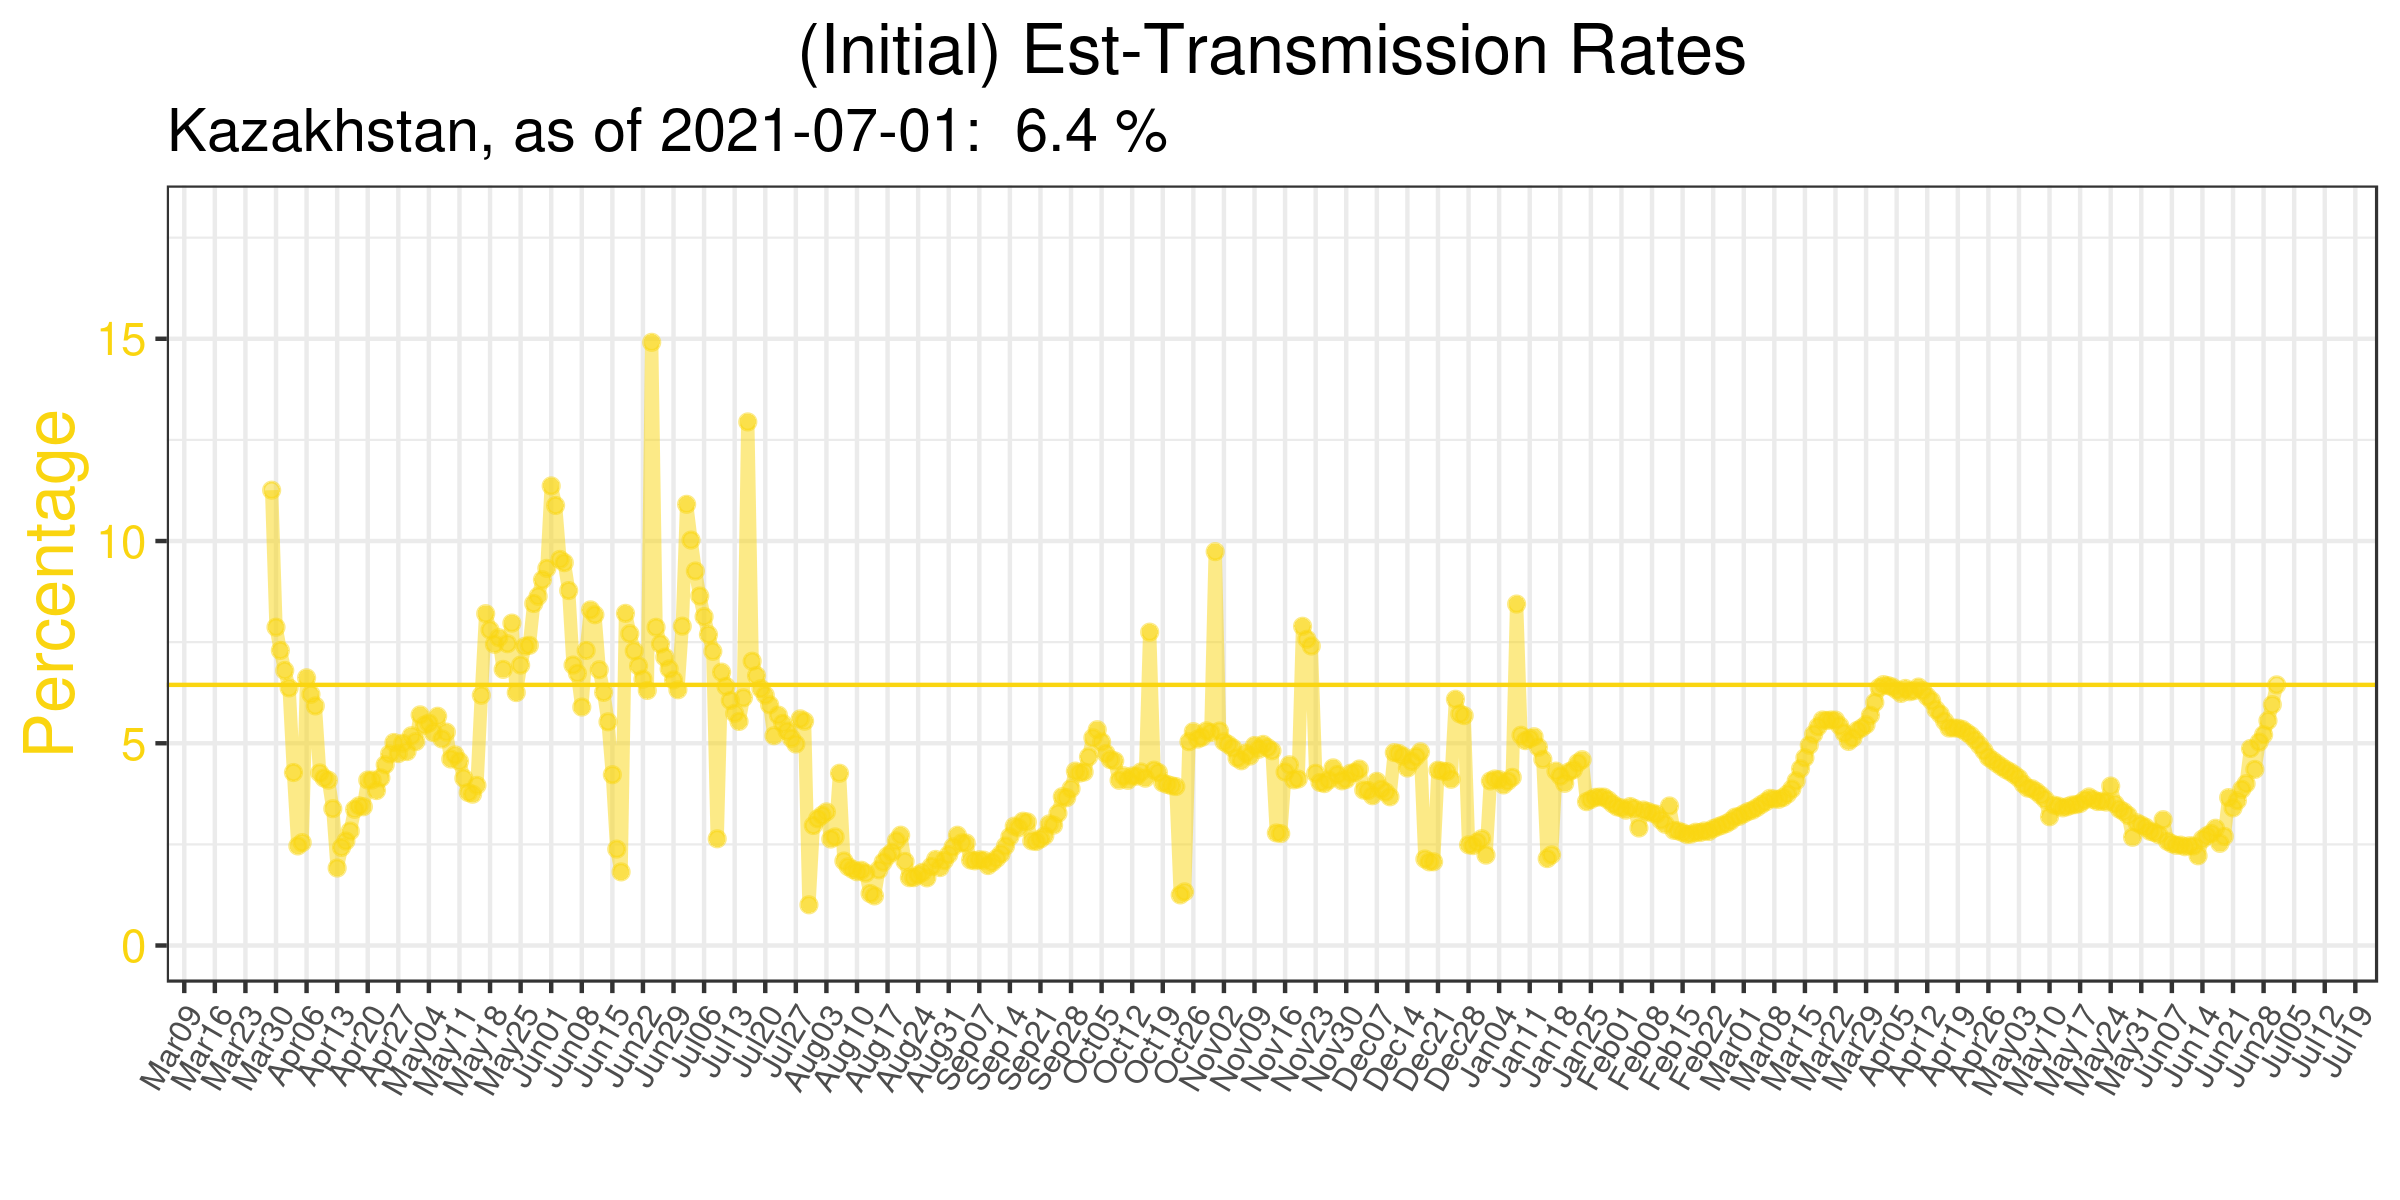 (Initial) Est-Transmission Rates
Kazakhstan, as of 2021-07-01:  6.4 %
Percentage
15
10
5
0
Mar09
Mar16
Mar23
Mar30
Apr06
Apr13
Apr20
Apr27
May04
May11
May18
May25
Jun01
Jun08
Jun15
Jun22
Jun29
Jul06
Jul13
Jul20
Jul27
Aug03
Aug10
Aug17
Aug24
Aug31
Sep07
Sep14
Sep21
Sep28
Oct05
Oct12
Oct19
Oct26
Nov02
Nov09
Nov16
Nov23
Nov30
Dec07
Dec14
Dec21
Dec28
Jan04
Jan11
Jan18
Jan25
Feb01
Feb08
Feb15
Feb22
Mar01
Mar08
Mar15
Mar22
Mar29
Apr05
Apr12
Apr19
Apr26
May03
May10
May17
May24
May31
Jun07
Jun14
Jun21
Jun28
Jul05
Jul12
Jul19